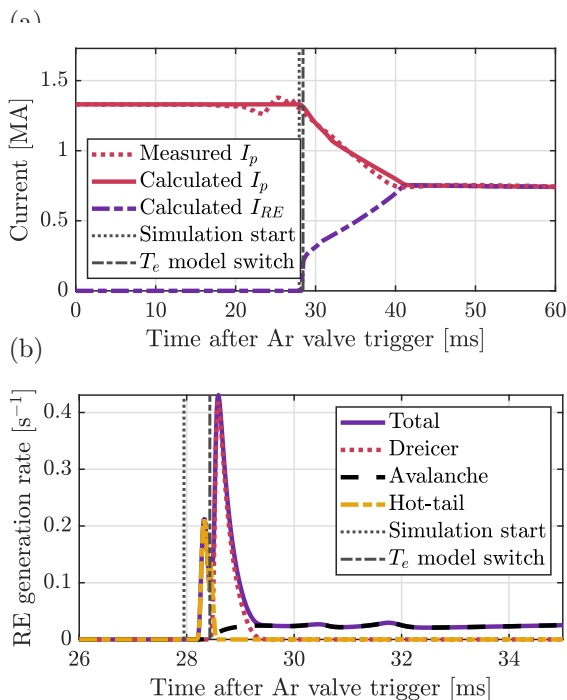 (a)
1.5
1
0.5
0
Current [MA]
Measured I_p
Calculated I_p
Calculated I_{RE}
Simulation start
T_e model switch
0 10 20 30 40 50 60
Time after Ar valve trigger [ms]
(b)
0.4
0.3
0.2
0.1
0
RE generation rate [s⁻¹]
Total
Dreicer
Avalanche
Hot-tail
Simulation start
T_e model switch
26 28 30 32 34
Time after Ar valve trigger [ms]